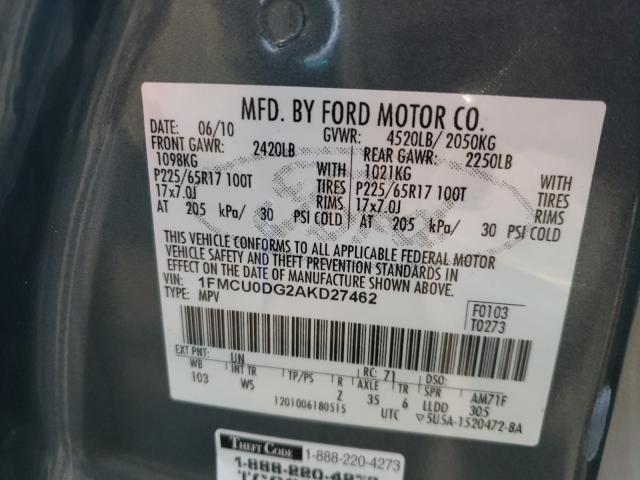 MFD. BY FORD MOTOR CO.
DATE: 06/10 GVWR: 4520LB/ 2050KG
FRONT GAWR: 2420LB REAR GAWR: 2250LB
1098KG WITH 1021KG WITH
P225/65R17 100T TIRES P225/65R17 100T TIRES
17x7.0J RIMS 17x7.0J RIMS
AT 205 kPa/ 30 PSI COLD AT 205 kPa/ 30 PSI COLD
THIS VEHICLE CONFORMS TO ALL APPLICABLE FEDERAL MOTOR
VEHICLE SAFETY AND THEFT PREVENTION STANDARDS IN
EFFECT ON THE DATE OF MANUFACTURE SHOWN ABOVE.
VIN: 1FMCU0DG2AKD27462
TYPE: MPV
F0103
T0273
EXT PNT: UN RC: 71 DSO:
WB INT TR TP/PS R AXLE TR AM71F
103 WS Z 35 6 LLDD 305
1201006180515 UTC 5U5A-1520472-BA
THEFT CODE 1-888-220-4273